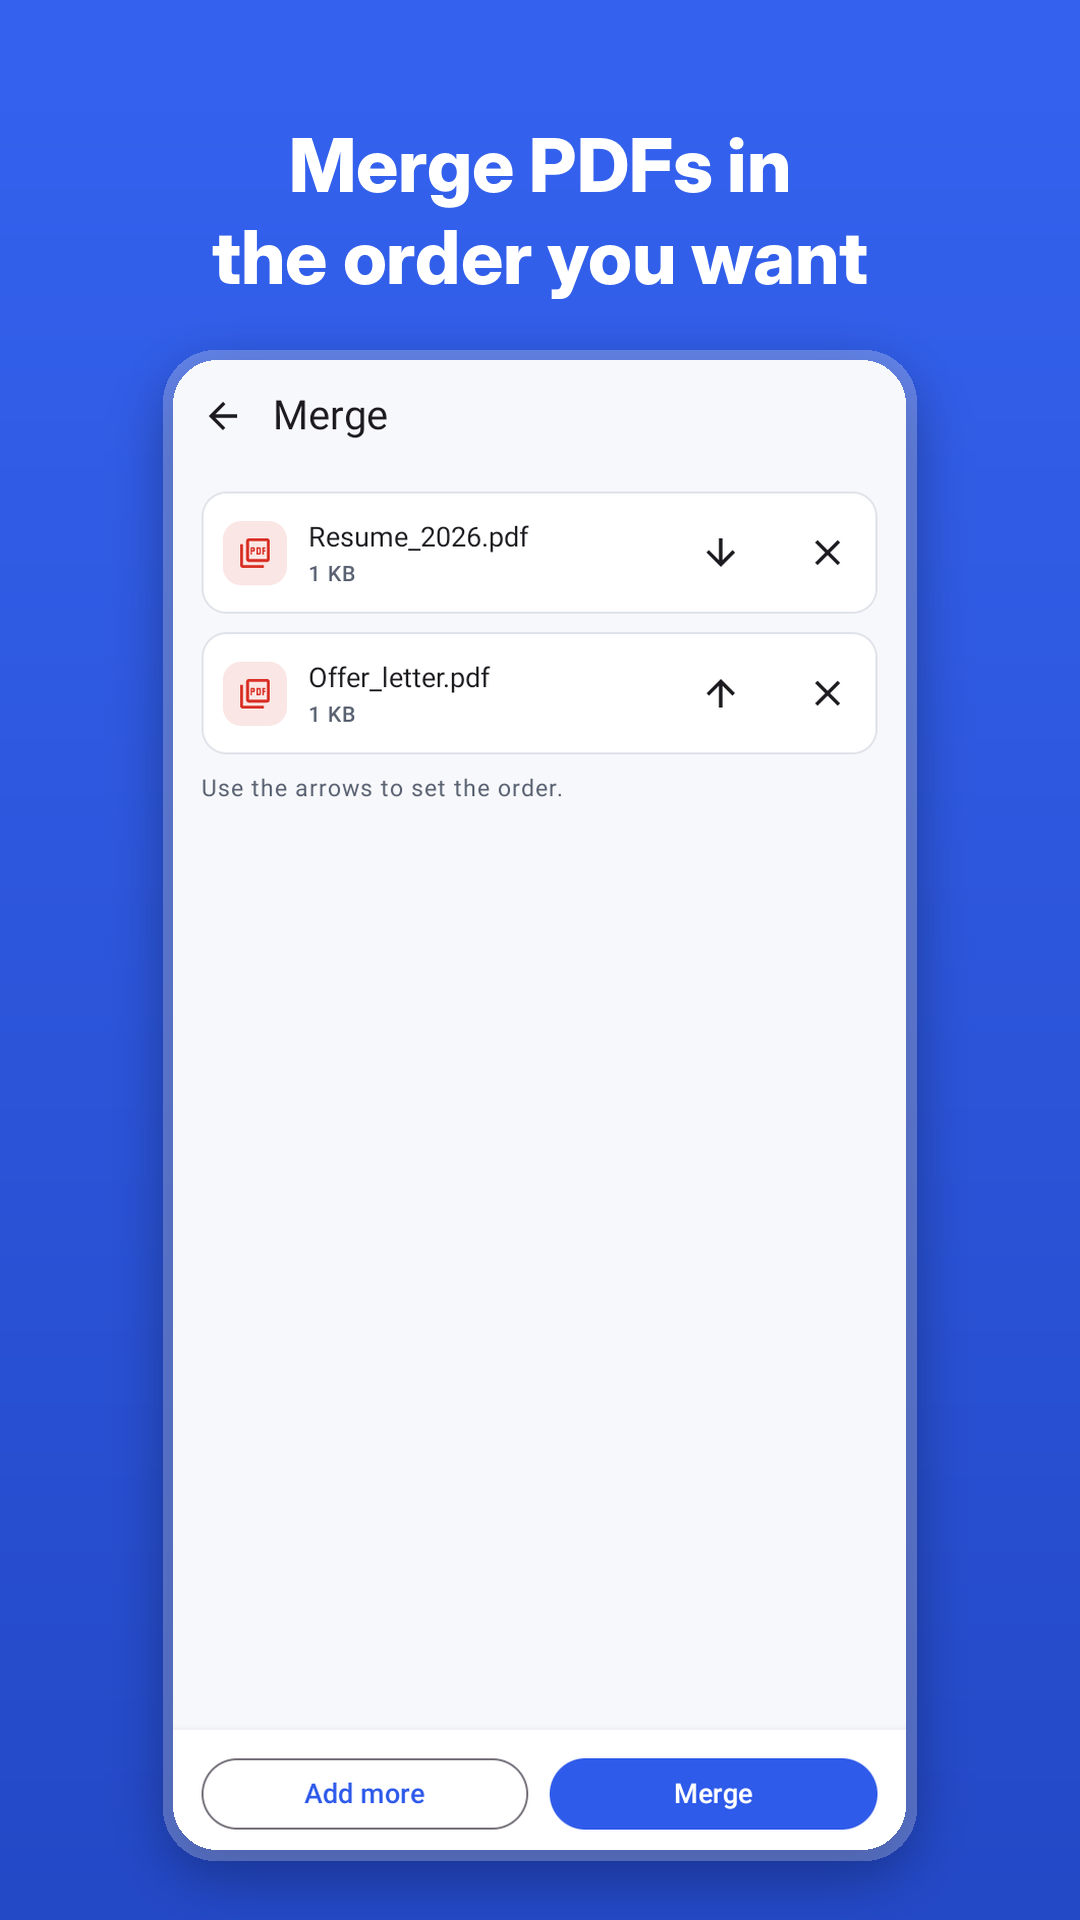 Merge PDFs in
the order you want
Merge
PDF
Resume_2026.pdf
1 KB
PDF
Offer_letter.pdf
1 KB
Use the arrows to set the order.
Add more
Merge